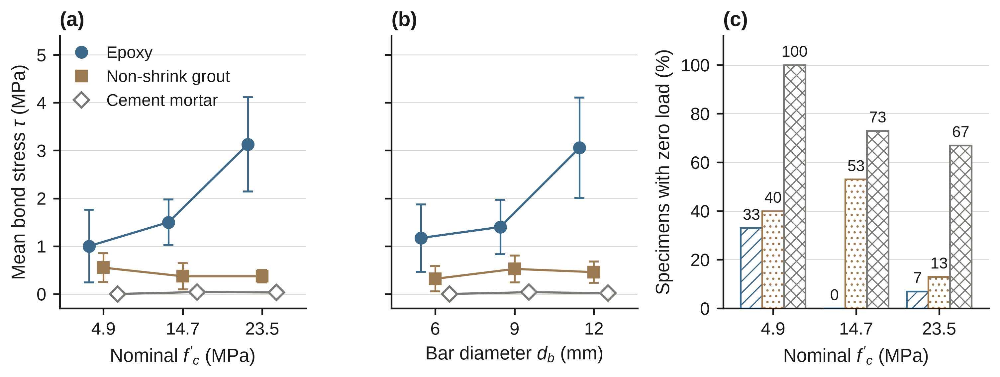 (a)
Mean bond stress τ (MPa)
5
4
3
2
1
0
Epoxy
Non-shrink grout
Cement mortar
4.9 14.7 23.5
Nominal f′c (MPa)
(b)
6 9 12
Bar diameter db (mm)
(c)
Specimens with zero load (%)
100
80
60
40
20
0
33 40 100
0 53 73
7 13 67
4.9 14.7 23.5
Nominal f′c (MPa)